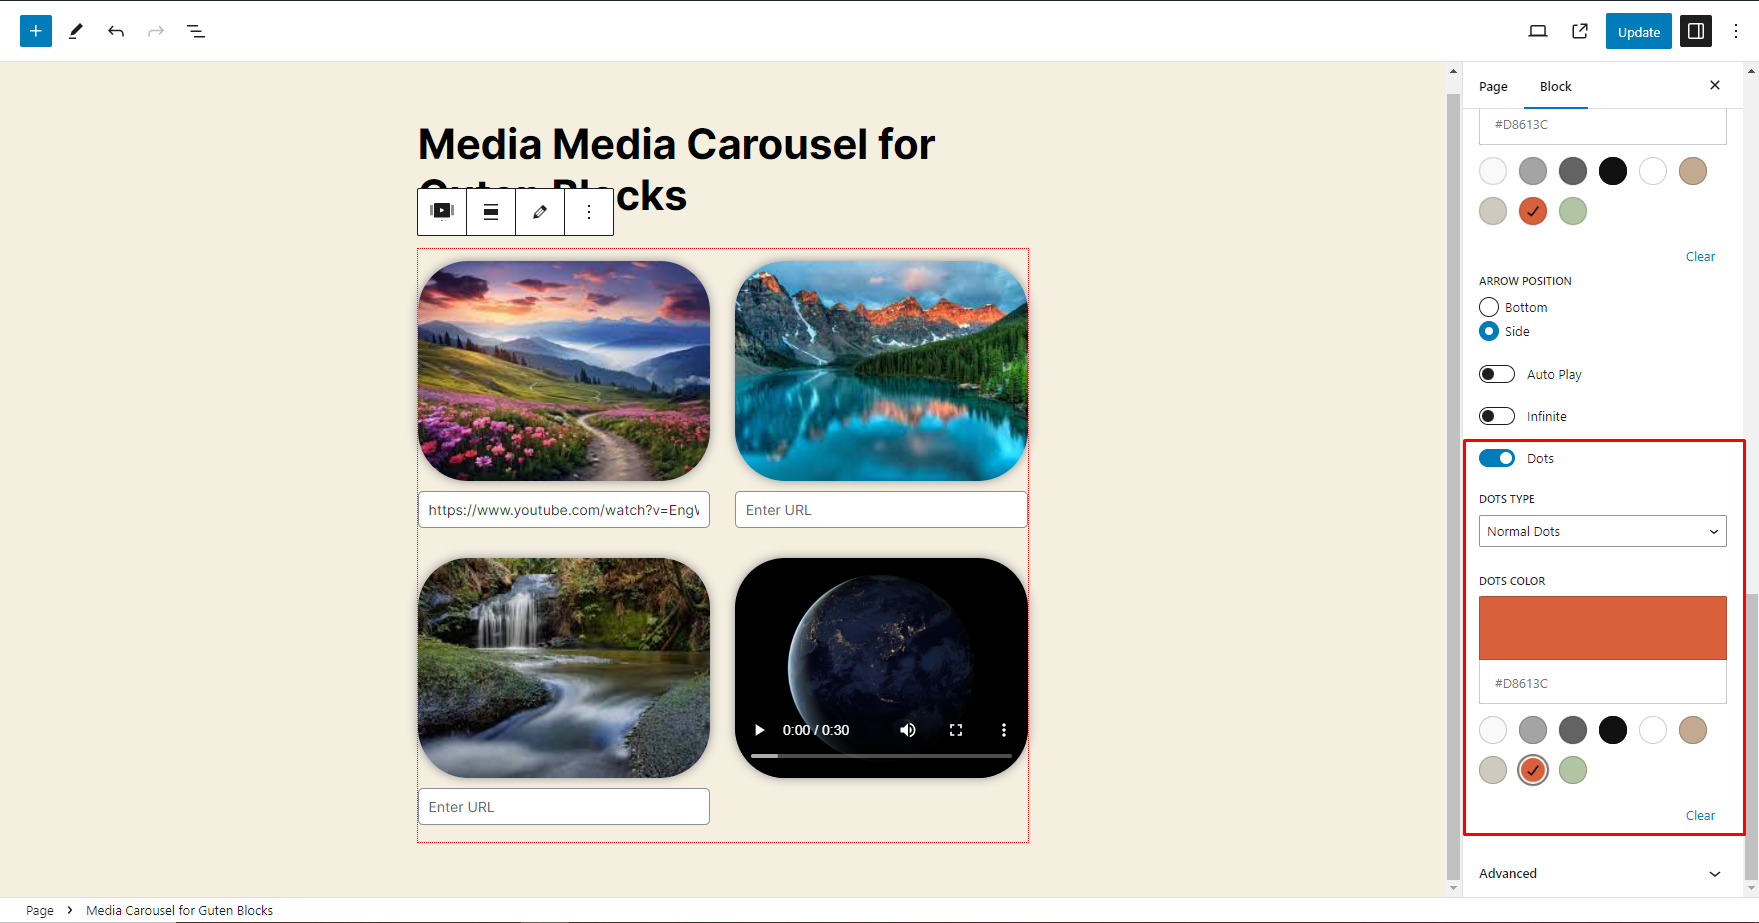 Update
Media Media Carousel for
Guten Blocks
https://www.youtube.com/watch?v=Eng
Enter URL
Enter URL
0:00 / 0:30
Page
Block
#D8613C
Clear
ARROW POSITION
Bottom
Side
Auto Play
Infinite
Dots
DOTS TYPE
Normal Dots
DOTS COLOR
#D8613C
Clear
Advanced
Page
Media Carousel for Guten Blocks